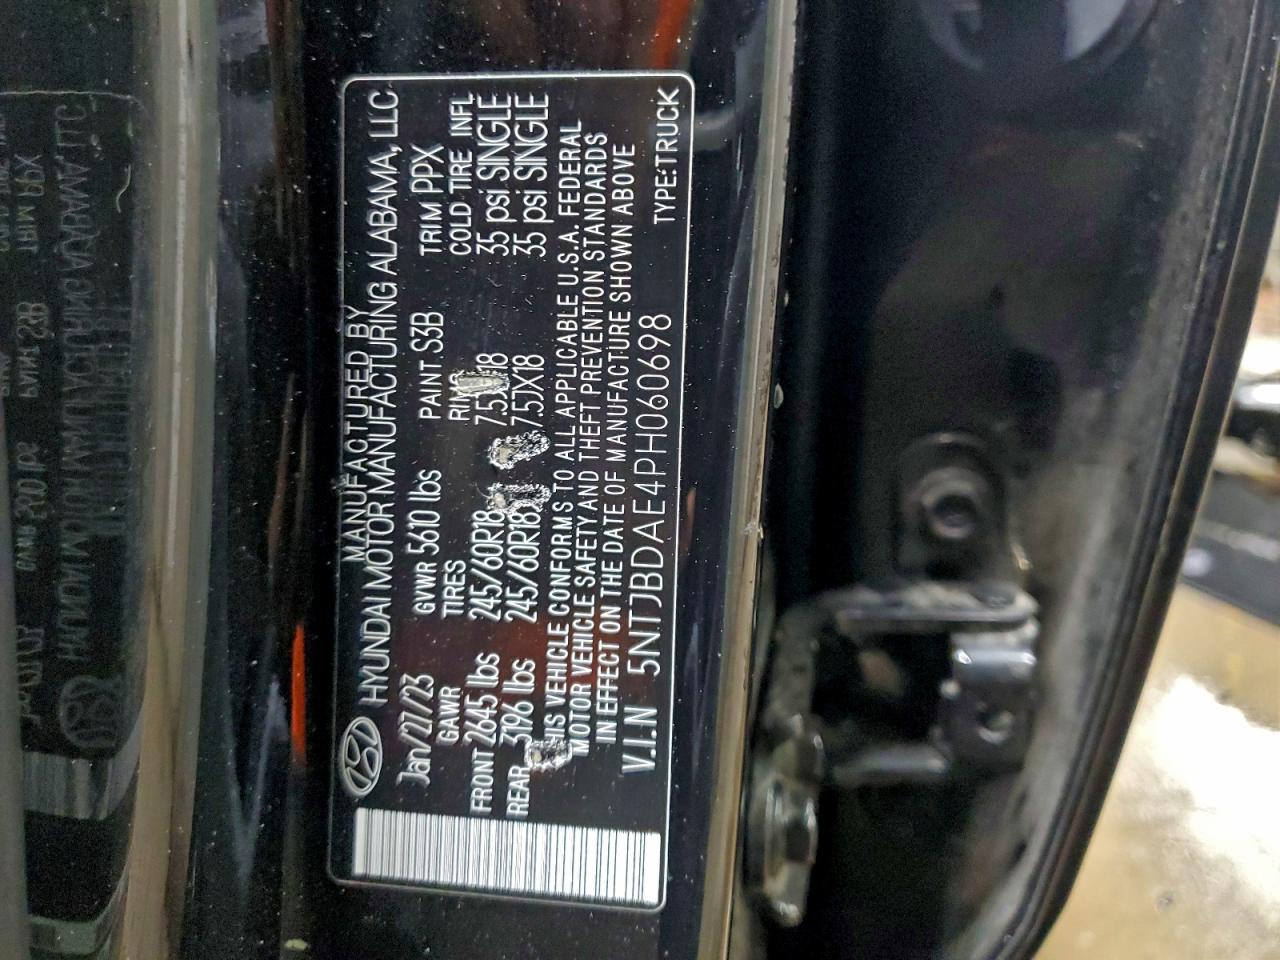 MANUFACTURED BY
HYUNDAI MOTOR MANUFACTURING ALABAMA, LLC
Jan/27/23 GVWR 5610 lbs PAINT S3B TRIM PPX
GAWR TIRES RIMS COLD TIRE INFL
FRONT 2645 lbs 245/60R18 7.5JX18 35 psi SINGLE
REAR 3196 lbs 245/60R18 7.5JX18 35 psi SINGLE
THIS VEHICLE CONFORMS TO ALL APPLICABLE U.S.A. FEDERAL
MOTOR VEHICLE SAFETY AND THEFT PREVENTION STANDARDS
IN EFFECT ON THE DATE OF MANUFACTURE SHOWN ABOVE
V.I.N 5NTJBDAE4PH060698 TYPE:TRUCK